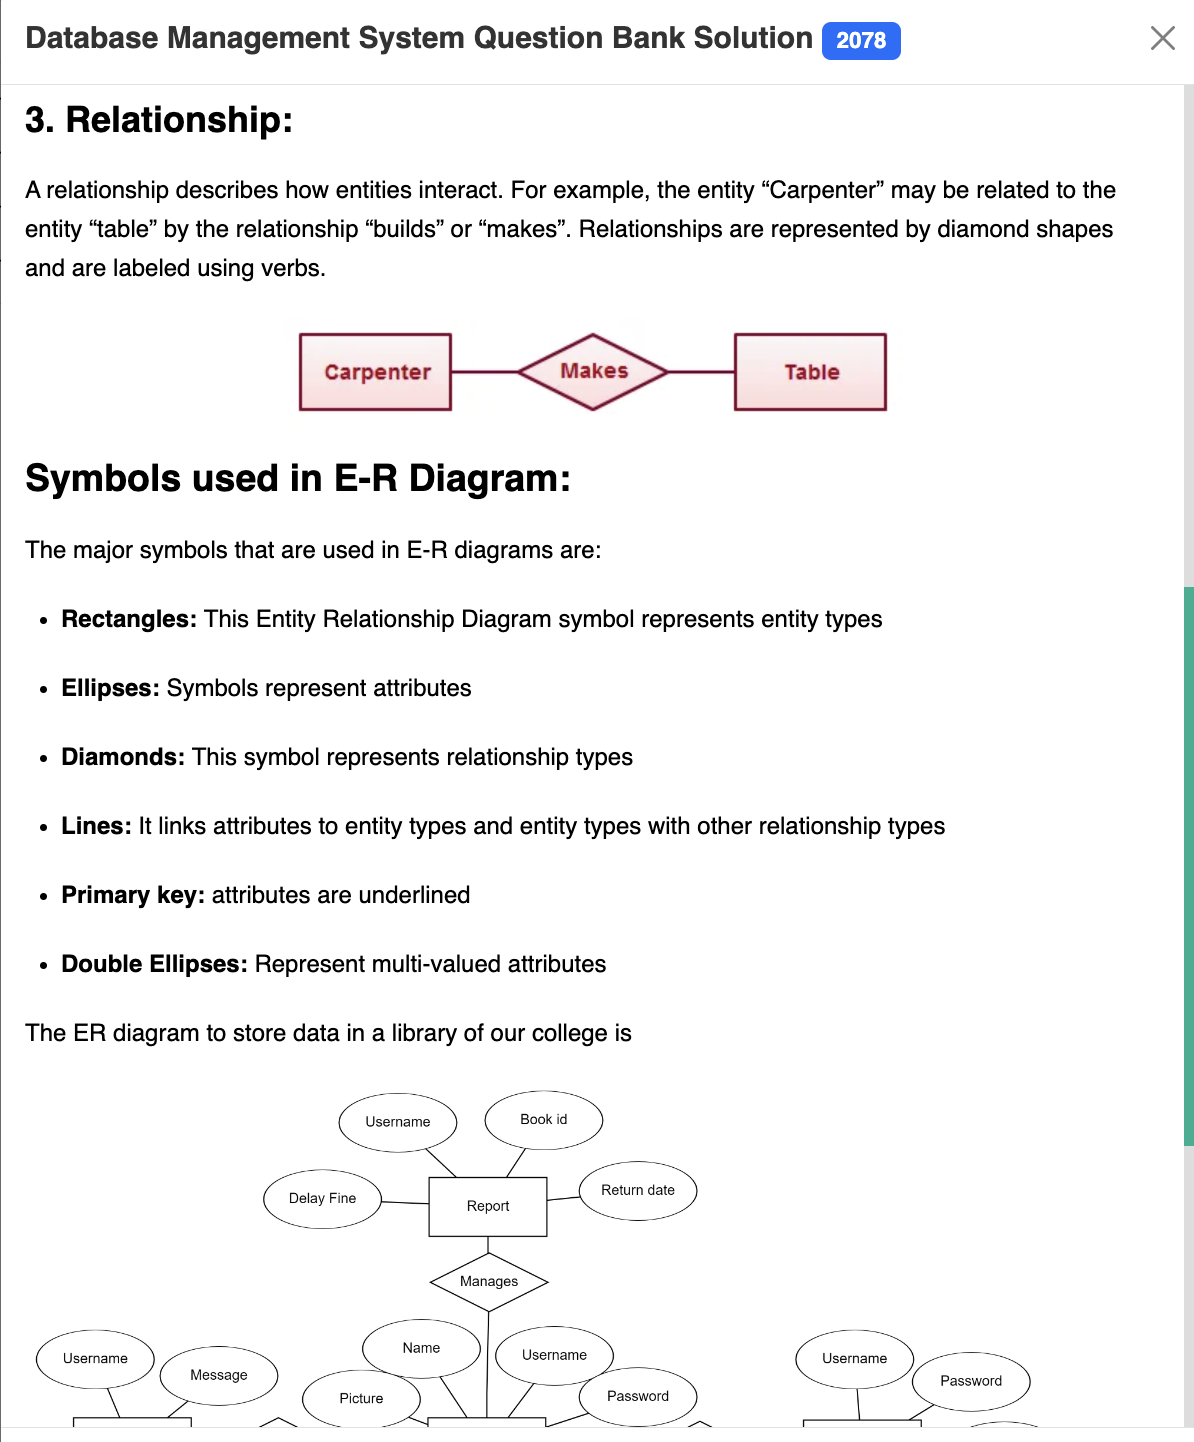 Database Management System Question Bank Solution 2078
3. Relationship:
A relationship describes how entities interact. For example, the entity “Carpenter” may be related to the
entity “table” by the relationship “builds” or “makes”. Relationships are represented by diamond shapes
and are labeled using verbs.
Carpenter Makes Table
Symbols used in E-R Diagram:
The major symbols that are used in E-R diagrams are:
• Rectangles: This Entity Relationship Diagram symbol represents entity types
• Ellipses: Symbols represent attributes
• Diamonds: This symbol represents relationship types
• Lines: It links attributes to entity types and entity types with other relationship types
• Primary key: attributes are underlined
• Double Ellipses: Represent multi-valued attributes
The ER diagram to store data in a library of our college is
Username Book id
Delay Fine Report Return date
Manages
Username Message Name Username Username
Picture Password Password